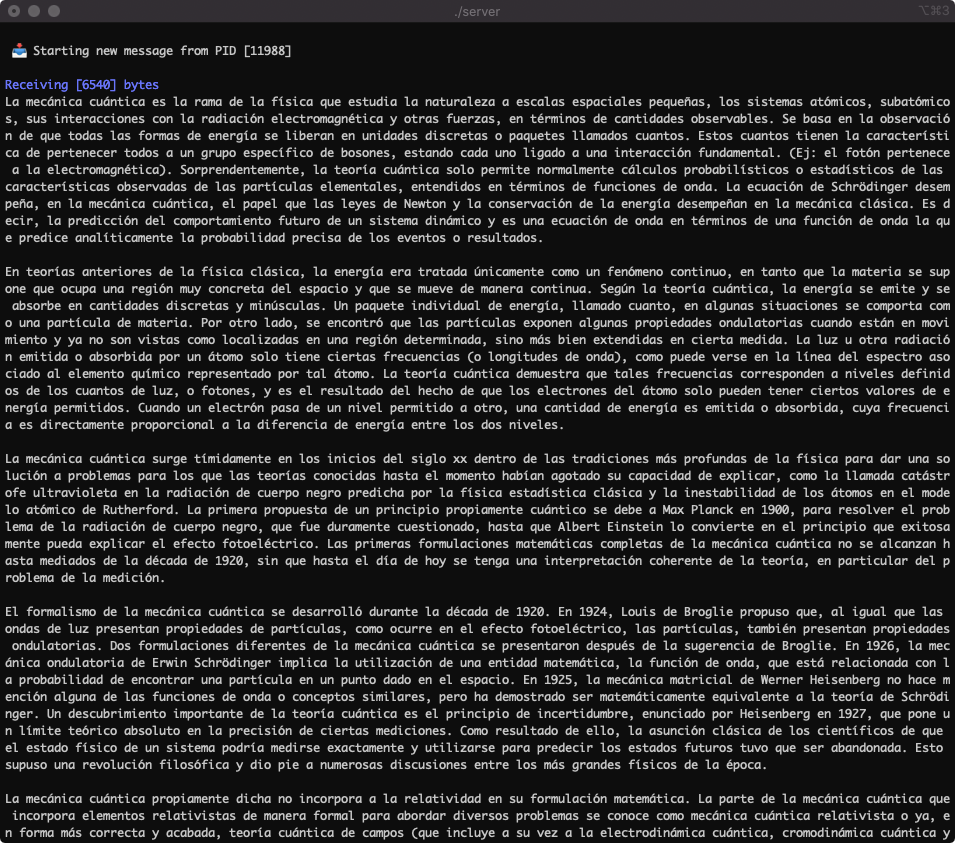 ./server
⌥⌘3
Starting new message from PID [11988]
Receiving [6540] bytes
La mecánica cuántica es la rama de la física que estudia la naturaleza a escalas espaciales pequeñas, los sistemas atómicos, subatómico
s, sus interacciones con la radiación electromagnética y otras fuerzas, en términos de cantidades observables. Se basa en la observació
n de que todas las formas de energía se liberan en unidades discretas o paquetes llamados cuantos. Estos cuantos tienen la característi
ca de pertenecer todos a un grupo específico de bosones, estando cada uno ligado a una interacción fundamental. (Ej: el fotón pertenece
 a la electromagnética). Sorprendentemente, la teoría cuántica solo permite normalmente cálculos probabilísticos o estadísticos de las
características observadas de las partículas elementales, entendidos en términos de funciones de onda. La ecuación de Schrödinger desem
peña, en la mecánica cuántica, el papel que las leyes de Newton y la conservación de la energía desempeñan en la mecánica clásica. Es d
ecir, la predicción del comportamiento futuro de un sistema dinámico y es una ecuación de onda en términos de una función de onda la qu
e predice analíticamente la probabilidad precisa de los eventos o resultados.
En teorías anteriores de la física clásica, la energía era tratada únicamente como un fenómeno continuo, en tanto que la materia se sup
one que ocupa una región muy concreta del espacio y que se mueve de manera continua. Según la teoría cuántica, la energía se emite y se
 absorbe en cantidades discretas y minúsculas. Un paquete individual de energía, llamado cuanto, en algunas situaciones se comporta com
o una partícula de materia. Por otro lado, se encontró que las partículas exponen algunas propiedades ondulatorias cuando están en movi
miento y ya no son vistas como localizadas en una región determinada, sino más bien extendidas en cierta medida. La luz u otra radiació
n emitida o absorbida por un átomo solo tiene ciertas frecuencias (o longitudes de onda), como puede verse en la línea del espectro aso
ciado al elemento químico representado por tal átomo. La teoría cuántica demuestra que tales frecuencias corresponden a niveles definid
os de los cuantos de luz, o fotones, y es el resultado del hecho de que los electrones del átomo solo pueden tener ciertos valores de e
nergía permitidos. Cuando un electrón pasa de un nivel permitido a otro, una cantidad de energía es emitida o absorbida, cuya frecuenci
a es directamente proporcional a la diferencia de energía entre los dos niveles.
La mecánica cuántica surge tímidamente en los inicios del siglo xx dentro de las tradiciones más profundas de la física para dar una so
lución a problemas para los que las teorías conocidas hasta el momento habían agotado su capacidad de explicar, como la llamada catástr
ofe ultravioleta en la radiación de cuerpo negro predicha por la física estadística clásica y la inestabilidad de los átomos en el mode
lo atómico de Rutherford. La primera propuesta de un principio propiamente cuántico se debe a Max Planck en 1900, para resolver el prob
lema de la radiación de cuerpo negro, que fue duramente cuestionado, hasta que Albert Einstein lo convierte en el principio que exitosa
mente pueda explicar el efecto fotoeléctrico. Las primeras formulaciones matemáticas completas de la mecánica cuántica no se alcanzan h
asta mediados de la década de 1920, sin que hasta el día de hoy se tenga una interpretación coherente de la teoría, en particular del p
roblema de la medición.
El formalismo de la mecánica cuántica se desarrolló durante la década de 1920. En 1924, Louis de Broglie propuso que, al igual que las
ondas de luz presentan propiedades de partículas, como ocurre en el efecto fotoeléctrico, las partículas, también presentan propiedades
 ondulatorias. Dos formulaciones diferentes de la mecánica cuántica se presentaron después de la sugerencia de Broglie. En 1926, la mec
ánica ondulatoria de Erwin Schrödinger implica la utilización de una entidad matemática, la función de onda, que está relacionada con l
a probabilidad de encontrar una partícula en un punto dado en el espacio. En 1925, la mecánica matricial de Werner Heisenberg no hace m
ención alguna de las funciones de onda o conceptos similares, pero ha demostrado ser matemáticamente equivalente a la teoría de Schrödi
nger. Un descubrimiento importante de la teoría cuántica es el principio de incertidumbre, enunciado por Heisenberg en 1927, que pone u
n límite teórico absoluto en la precisión de ciertas mediciones. Como resultado de ello, la asunción clásica de los científicos de que
el estado físico de un sistema podría medirse exactamente y utilizarse para predecir los estados futuros tuvo que ser abandonada. Esto
supuso una revolución filosófica y dio pie a numerosas discusiones entre los más grandes físicos de la época.
La mecánica cuántica propiamente dicha no incorpora a la relatividad en su formulación matemática. La parte de la mecánica cuántica que
 incorpora elementos relativistas de manera formal para abordar diversos problemas se conoce como mecánica cuántica relativista o ya, e
n forma más correcta y acabada, teoría cuántica de campos (que incluye a su vez a la electrodinámica cuántica, cromodinámica cuántica y